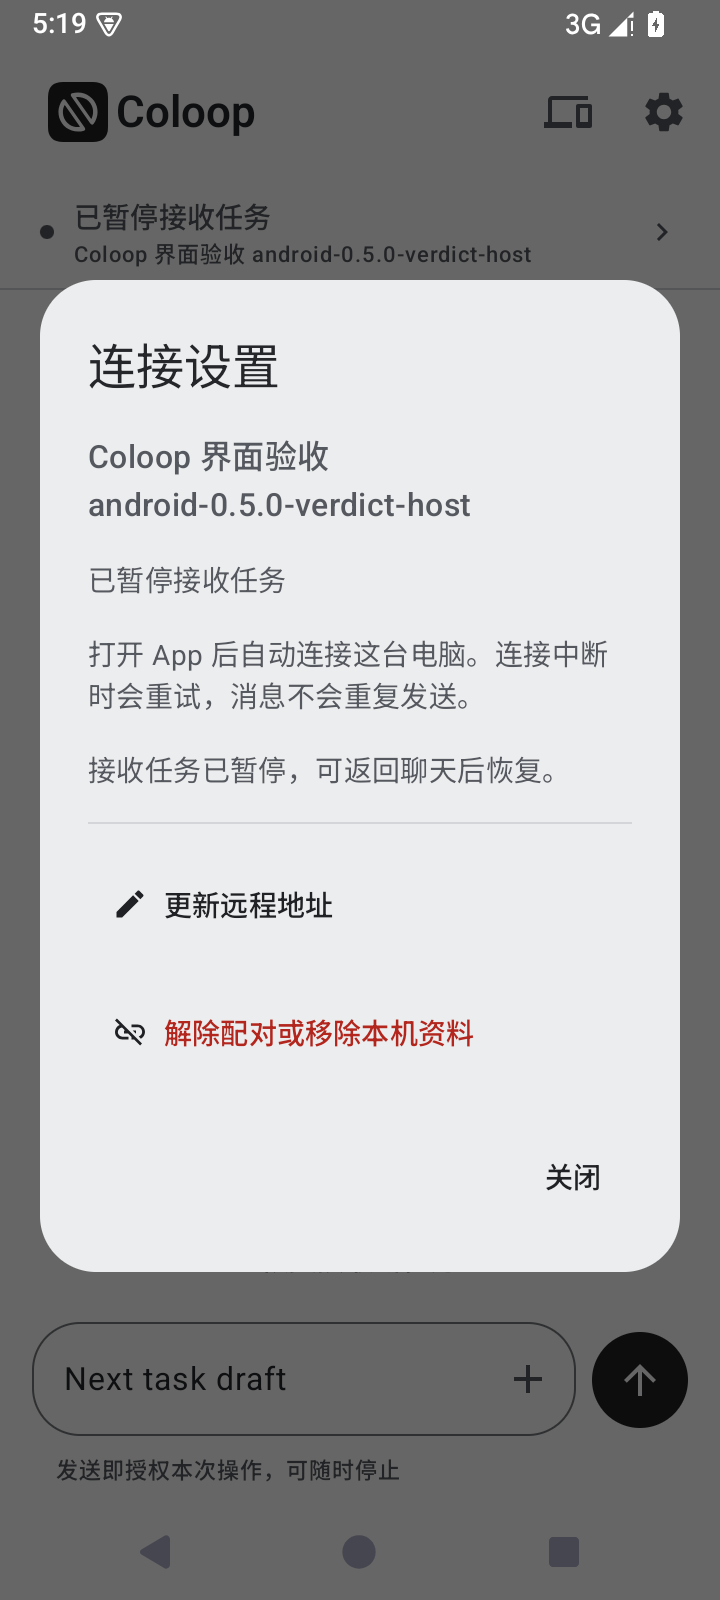 5:19
3G
Coloop
已暂停接收任务
Coloop 界面验收 android-0.5.0-verdict-host
连接设置
Coloop 界面验收
android-0.5.0-verdict-host
已暂停接收任务
打开 App 后自动连接这台电脑。连接中断
时会重试，消息不会重复发送。
接收任务已暂停，可返回聊天后恢复。
更新远程地址
解除配对或移除本机资料
关闭
Next task draft
发送即授权本次操作，可随时停止